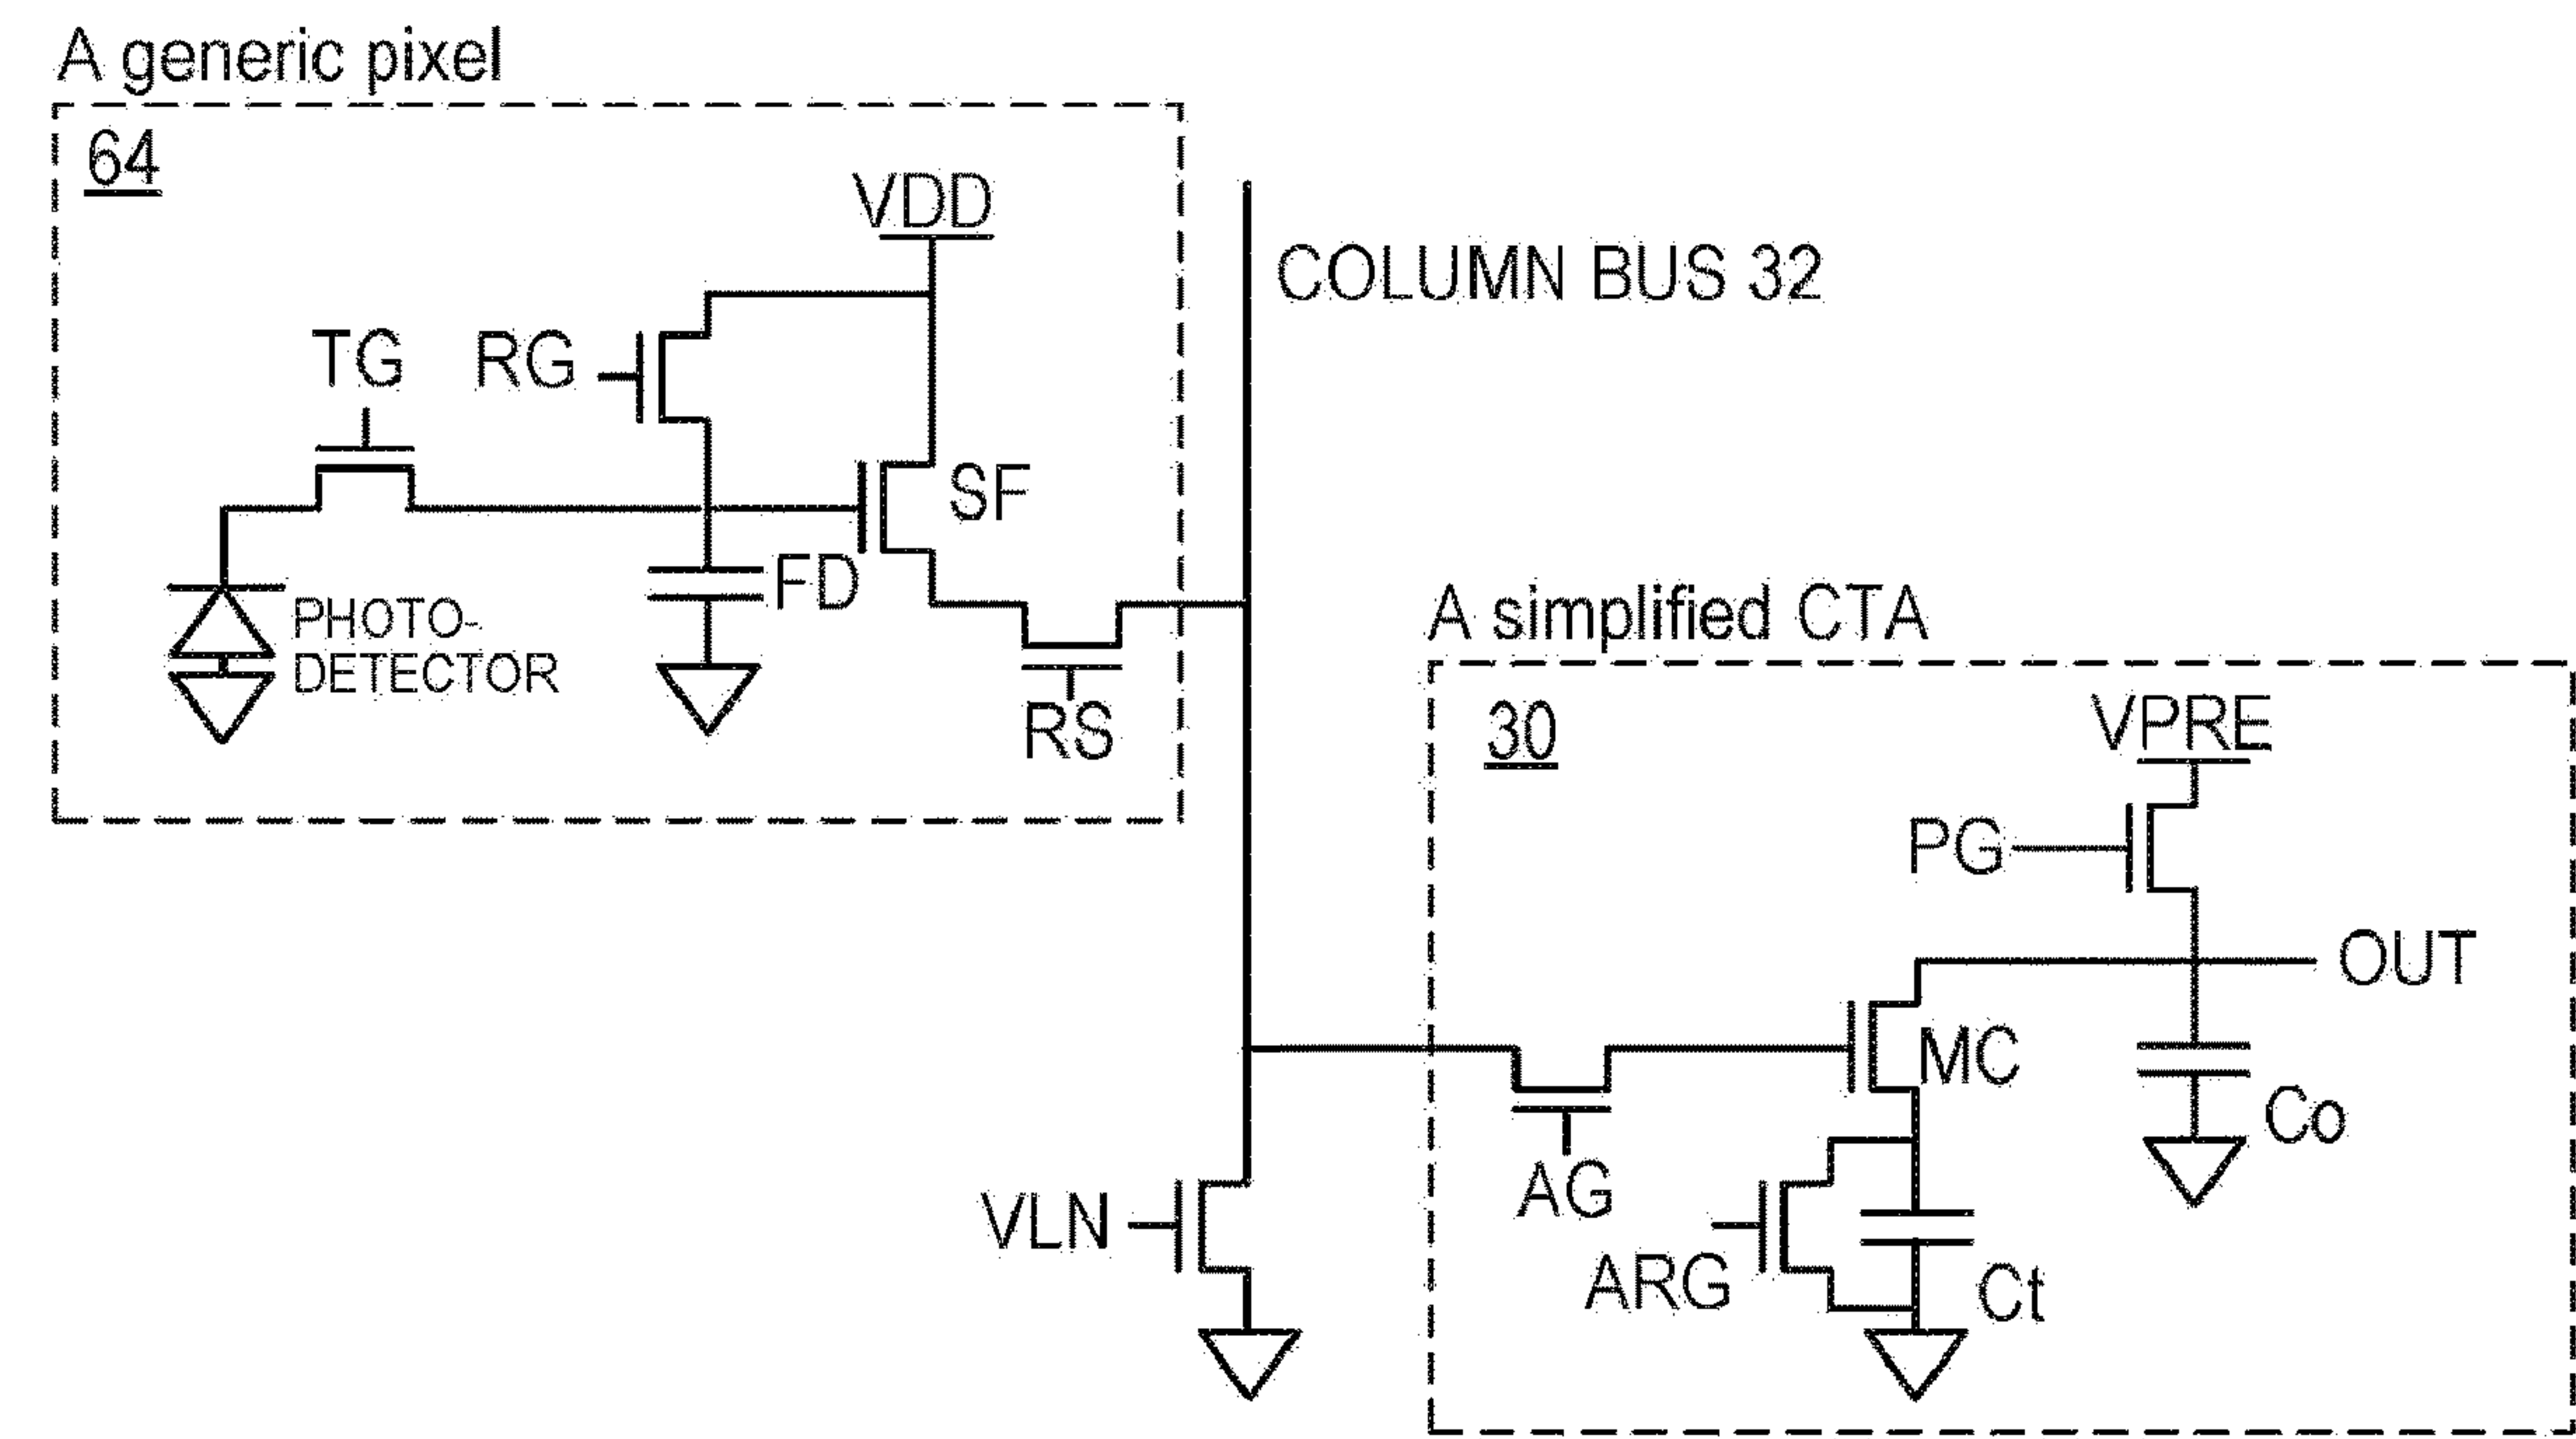 A generic pixel
64
VDD
COLUMN BUS 32
TG
RG
SF
FD
PHOTO-
DETECTOR
RS
A simplified CTA
30
VPRE
PG
OUT
MC
Co
AG
VLN
ARG
Ct